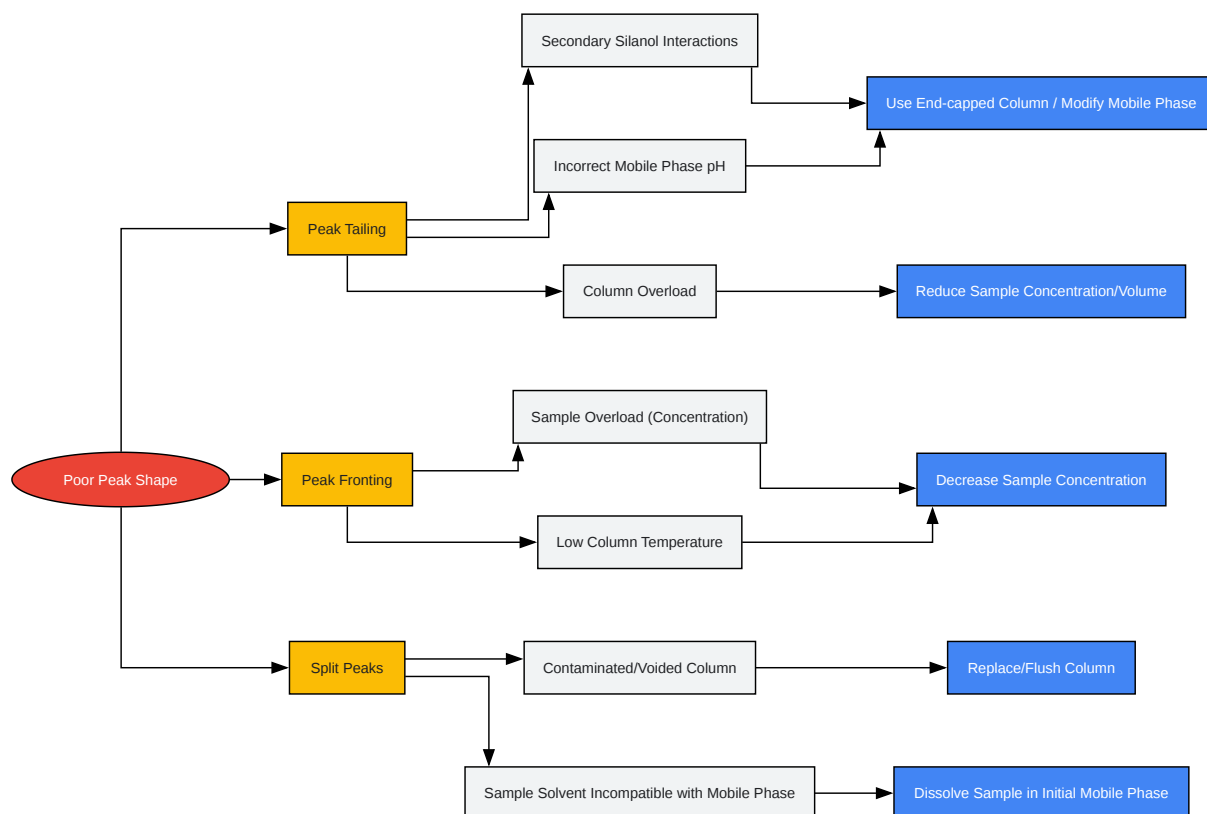 Secondary Silanol Interactions
Use End-capped Column / Modify Mobile Phase
Incorrect Mobile Phase pH
Peak Tailing
Column Overload
Reduce Sample Concentration/Volume
Sample Overload (Concentration)
Poor Peak Shape
Peak Fronting
Decrease Sample Concentration
Low Column Temperature
Split Peaks
Contaminated/Voided Column
Replace/Flush Column
Sample Solvent Incompatible with Mobile Phase
Dissolve Sample in Initial Mobile Phase